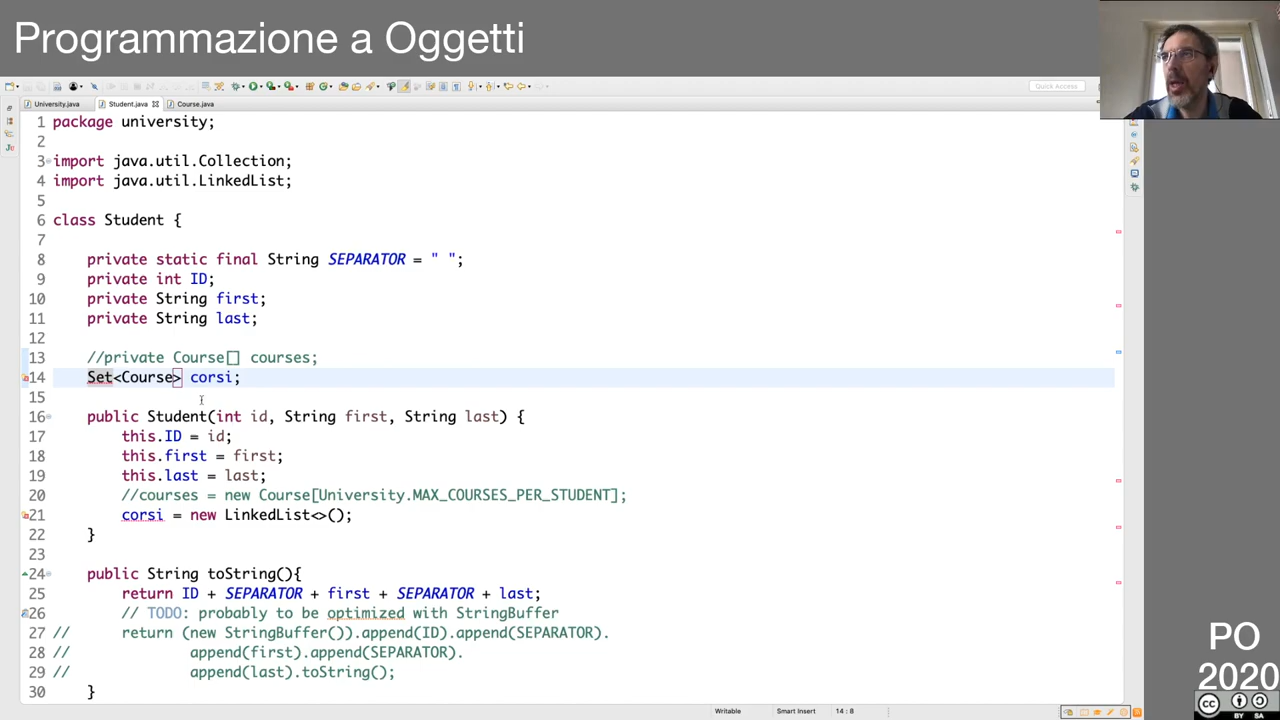 Programmazione a Oggetti
Quick Access
University.java
Student.java
Course.java
1 package university;
2
3 import java.util.Collection;
4 import java.util.LinkedList;
5
6 class Student {
7
8 private static final String SEPARATOR = " ";
9 private int ID;
10 private String first;
11 private String last;
12
13 //private Course[] courses;
14 Set<Course> corsi;
15
16 public Student(int id, String first, String last) {
17 this.ID = id;
18 this.first = first;
19 this.last = last;
20 //courses = new Course[University.MAX_COURSES_PER_STUDENT];
21 corsi = new LinkedList<>();
22 }
23
24 public String toString(){
25 return ID + SEPARATOR + first + SEPARATOR + last;
26 // TODO: probably to be optimized with StringBuffer
27 // return (new StringBuffer()).append(ID).append(SEPARATOR).
28 // append(first).append(SEPARATOR).
29 // append(last).toString();
30 }
Writable
Smart Insert
14 : 8
PO
2020
cc
BY SA